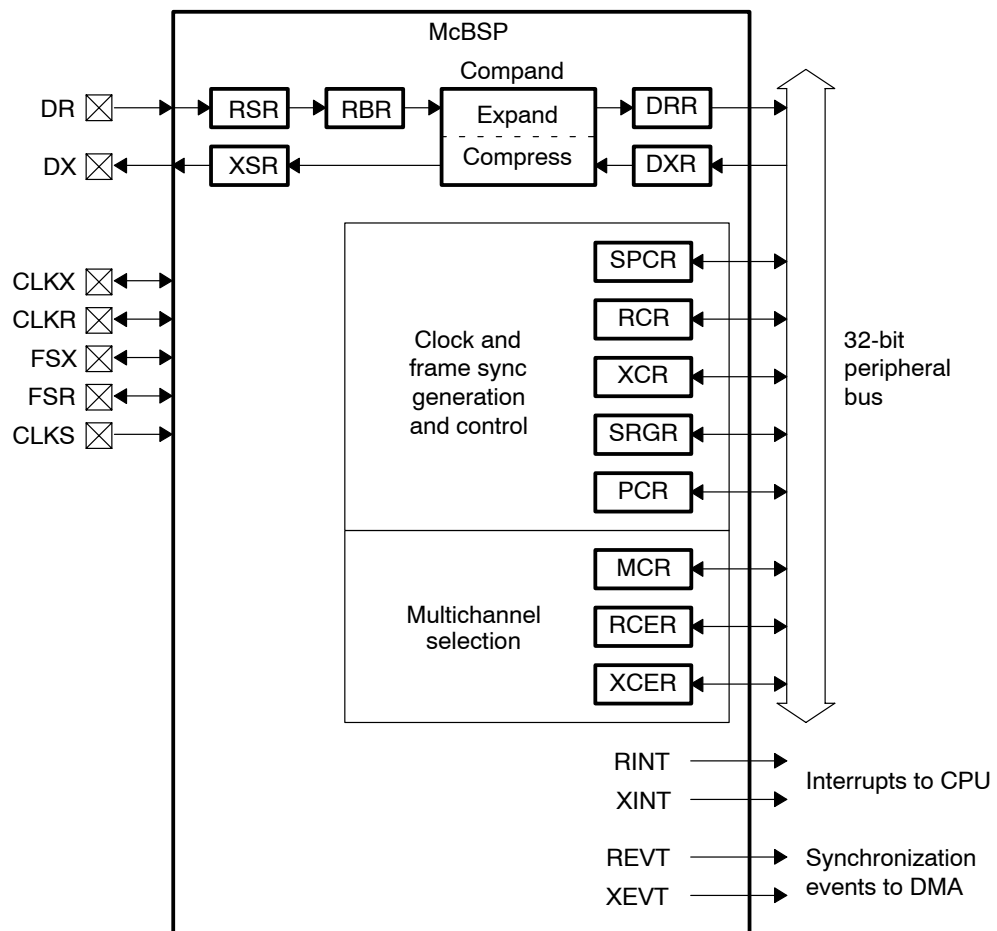 McBSP
Compand
DR
RSR
RBR
Expand
DRR
DX
XSR
Compress
DXR
SPCR
CLKX
CLKR
FSX
FSR
CLKS
RCR
Clock and
frame sync
generation
and control
XCR
SRGR
PCR
32-bit
peripheral
bus
MCR
Multichannel
selection
RCER
XCER
RINT
XINT
Interrupts to CPU
REVT
XEVT
Synchronization
events to DMA